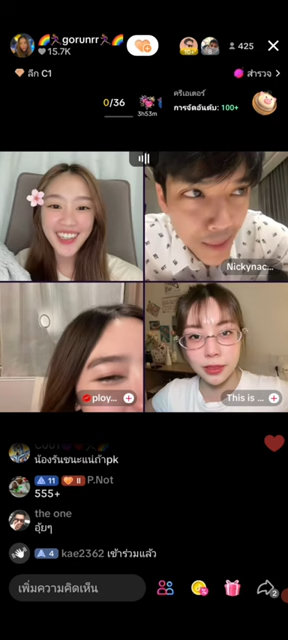 🌈🏃gorunrr🏃🌈
15.7K
425
ลีก C1
สำรวจ >
0/36
3h53m
ครีเอเตอร์
การจัดอันดับ: 100+
Nickynac...
ploy...
This is ...
น้องรันชนะแน่ถ้าpk
11 II P.Not
555+
the one
อุ้ยๆ
4 kae2362 เข้าร่วมแล้ว
เพิ่มความคิดเห็น
2